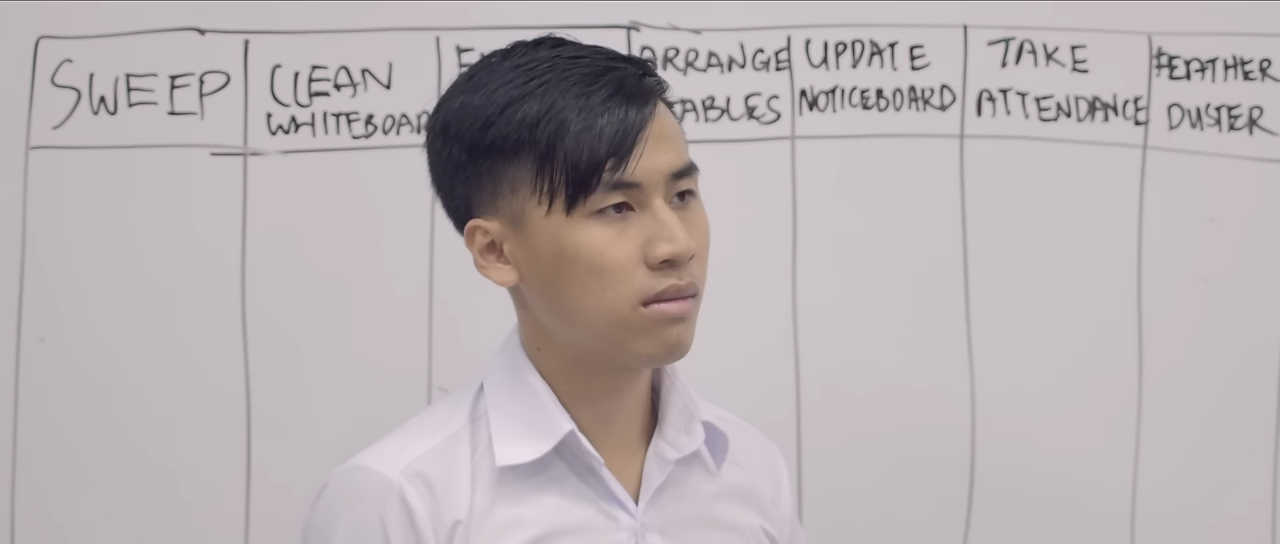 SWEEP
CLEAN
WHITEBOAR
ARRANGE
TABLES
UPDATE
NOTICEBOARD
TAKE
ATTENDANCE
FEATHER
DUSTER